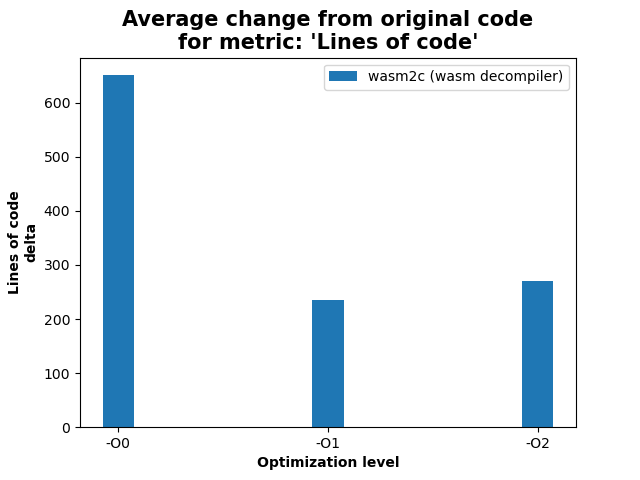 Average change from original code
for metric: 'Lines of code'
wasm2c (wasm decompiler)
600
500
400
300
200
100
0
Lines of code
delta
-O0
-O1
-O2
Optimization level